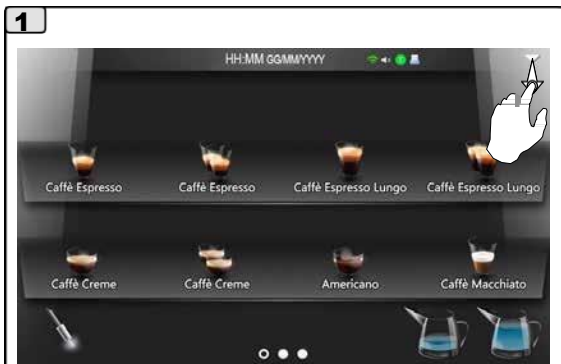 1
HH:MM GG/MM/YYYY
Caffè Espresso Caffè Espresso Caffè Espresso Lungo Caffè Espresso Lungo
Caffè Creme Caffè Creme Americano Caffè Macchiato